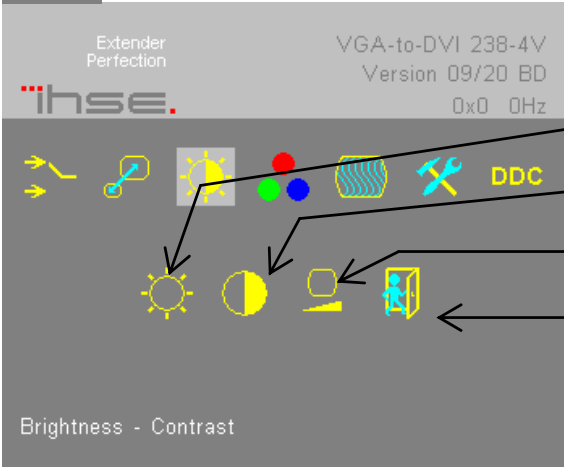 Extender
Perfection
ihse.
VGA-to-DVI 238-4V
Version 09/20 BD
0x0 0Hz
DDC
Brightness - Contrast